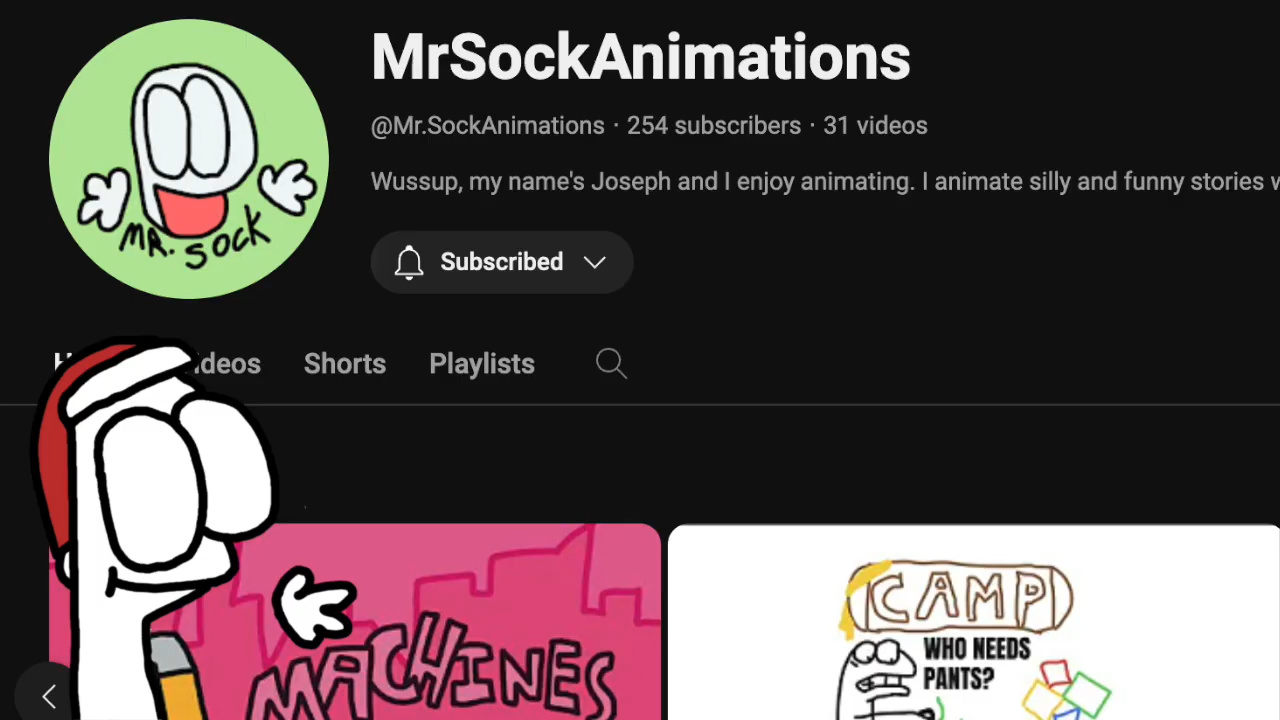 MrSockAnimations
@Mr.SockAnimations · 254 subscribers · 31 videos
Wussup, my name's Joseph and I enjoy animating. I animate silly and funny stories
MR. SOCK
Subscribed
Shorts Playlists
MACHINES
CAMP
WHO NEEDS
PANTS?